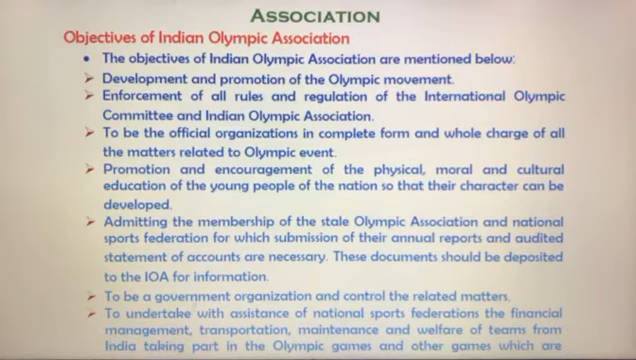 ASSOCIATION
Objectives of Indian Olympic Association
• The objectives of Indian Olympic Association are mentioned below:
➢ Development and promotion of the Olympic movement.
➢ Enforcement of all rules and regulation of the International Olympic
Committee and Indian Olympic Association.
➢ To be the official organizations in complete form and whole charge of all
the matters related to Olympic event.
➢ Promotion and encouragement of the physical, moral and cultural
education of the young people of the nation so that their character can be
developed.
➢ Admitting the membership of the stale Olympic Association and national
sports federation for which submission of their annual reports and audited
statement of accounts are necessary. These documents should be deposited
to the IOA for information.
➢ To be a government organization and control the related matters.
➢ To undertake with assistance of national sports federations the financial
management, transportation, maintenance and welfare of teams from
India taking part in the Olympic games and other games which are